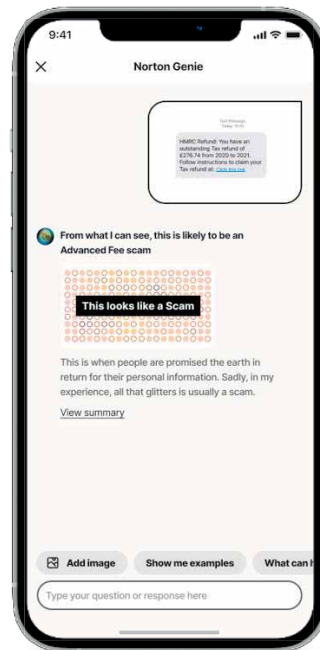 9:41
Norton Genie
Text Message
HMRC Refund: You have an
outstanding Tax refund of
£276.74 from 2020 to 2021.
Follow instructions to claim your
Tax refund at:
From what I can see, this is likely to be an
Advanced Fee scam
This looks like a Scam
This is when people are promised the earth in
return for their personal information. Sadly, in my
experience, all that glitters is usually a scam.
View summary
Add image
Show me examples
What can
Type your question or response here